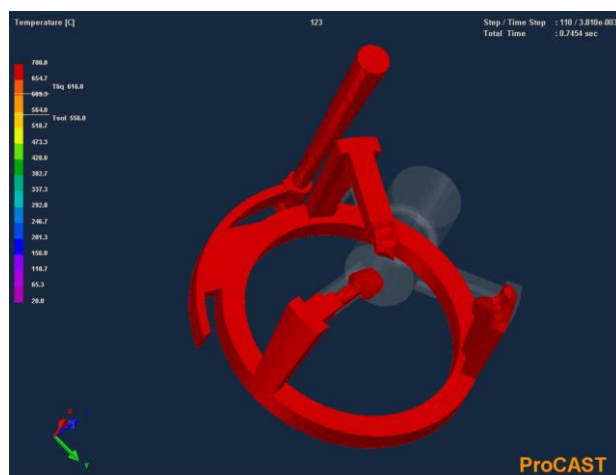 Temperature [C]
123
Step / Time Step : 110 / 3.810e-003
Total Time : 0.7454 sec
700.0
654.7
Tliq 616.0
609.3
564.0
Tsol 556.0
518.7
473.3
428.0
382.7
337.3
292.0
246.7
201.3
156.0
110.7
65.3
20.0
X
Y
ProCAST